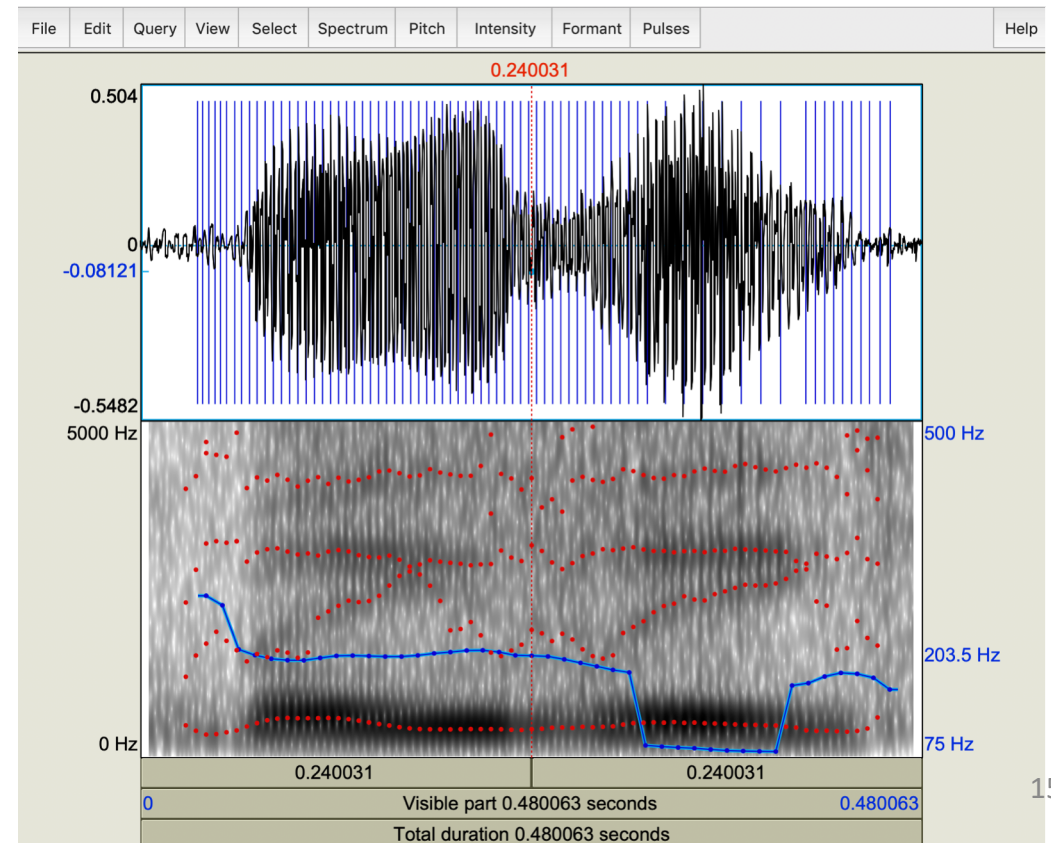 File Edit Query View Select Spectrum Pitch Intensity Formant Pulses Help
0.240031
0.504
0
-0.08121
-0.5482
5000 Hz 500 Hz
203.5 Hz
0 Hz 75 Hz
0.240031 0.240031
15
0 Visible part 0.480063 seconds 0.480063
Total duration 0.480063 seconds